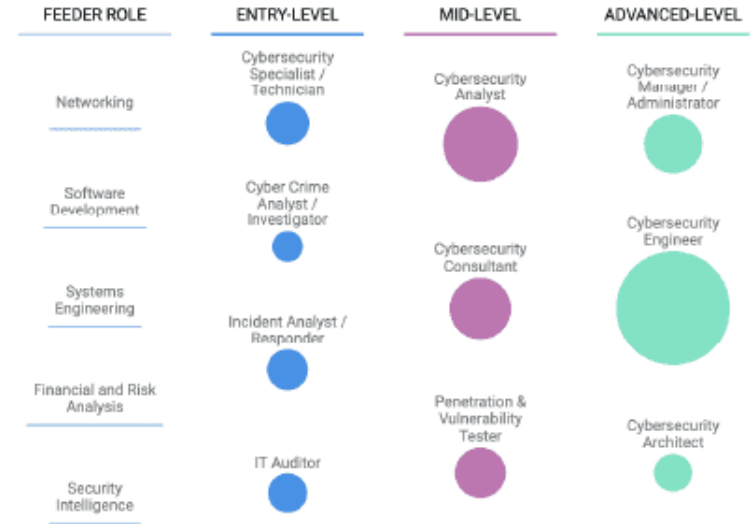 FEEDER ROLE
ENTRY-LEVEL
MID-LEVEL
ADVANCED-LEVEL
Networking
Software
Development
Systems
Engineering
Financial and Risk
Analysis
Security
Intelligence
Cybersecurity
Specialist /
Technician
Cyber Crime
Analyst /
Investigator
Incident Analyst /
Responder
IT Auditor
Cybersecurity
Analyst
Cybersecurity
Consultant
Penetration &
Vulnerability
Tester
Cybersecurity
Manager /
Administrator
Cybersecurity
Engineer
Cybersecurity
Architect